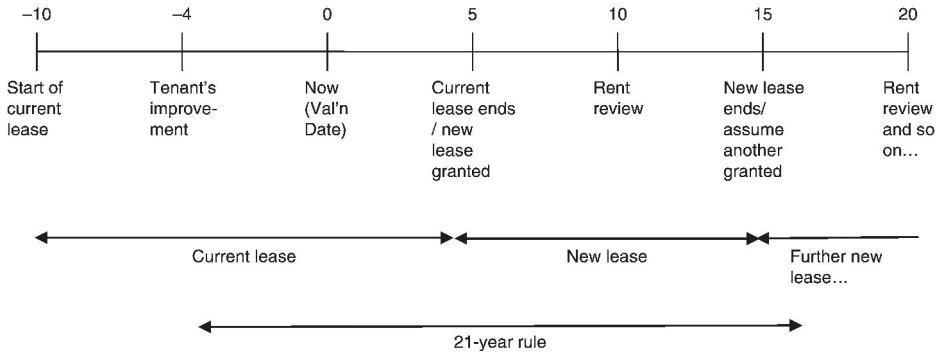 −10 −4 0 5 10 15 20
Start of
current
lease
Tenant's
improve-
ment
Now
(Val'n
Date)
Current
lease ends
/ new
lease
granted
Rent
review
New lease
ends/
assume
another
granted
Rent
review
and so
on…
Current lease
New lease
Further new
lease…
21-year rule